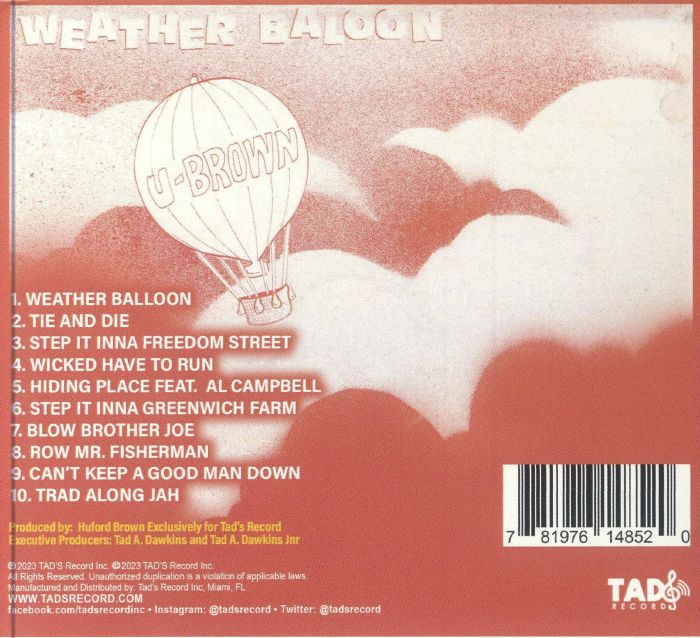 WEATHER BALOON
U-BROWN
1. WEATHER BALLOON
2. TIE AND DIE
3. STEP IT INNA FREEDOM STREET
4. WICKED HAVE TO RUN
5. HIDING PLACE FEAT. AL CAMPBELL
6. STEP IT INNA GREENWICH FARM
7. BLOW BROTHER JOE
8. ROW MR. FISHERMAN
9. CAN'T KEEP A GOOD MAN DOWN
10. TRAD ALONG JAH
Produced by: Huford Brown Exclusively for Tad's Record
Executive Producers: Tad A. Dawkins and Tad A. Dawkins Jnr
℗2023 TAD'S Record Inc. ©2023 TAD'S Record Inc.
All Rights Reserved. Unauthorized duplication is a violation of applicable laws.
Manufactured and Distributed by: Tad's Record Inc, Miami, FL
WWW.TADSRECORD.COM
facebook.com/tadsrecordinc • Instagram: @tadsrecord • Twitter: @tadsrecord
7 81976 14852 0
TADS
RECORD